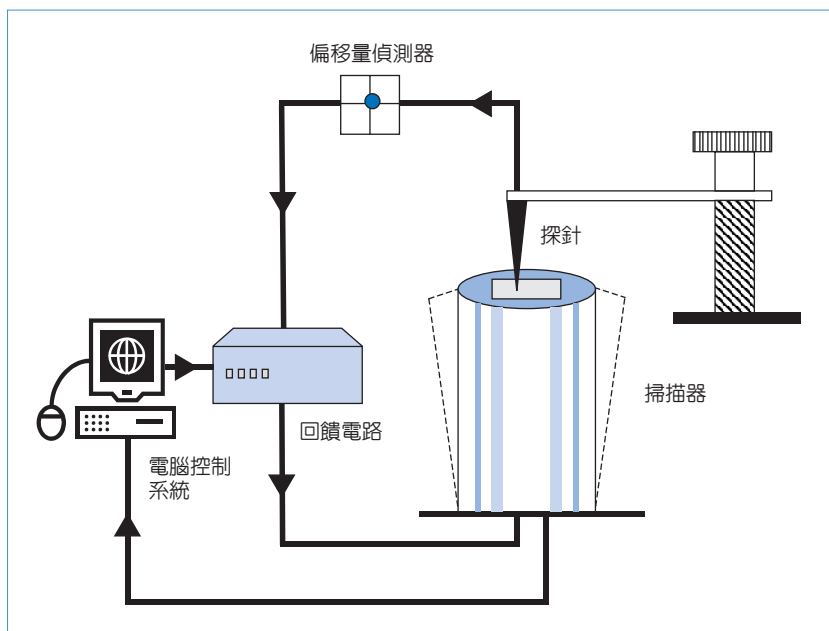 偏移量偵測器
探針
掃描器
回饋電路
電腦控制
系統